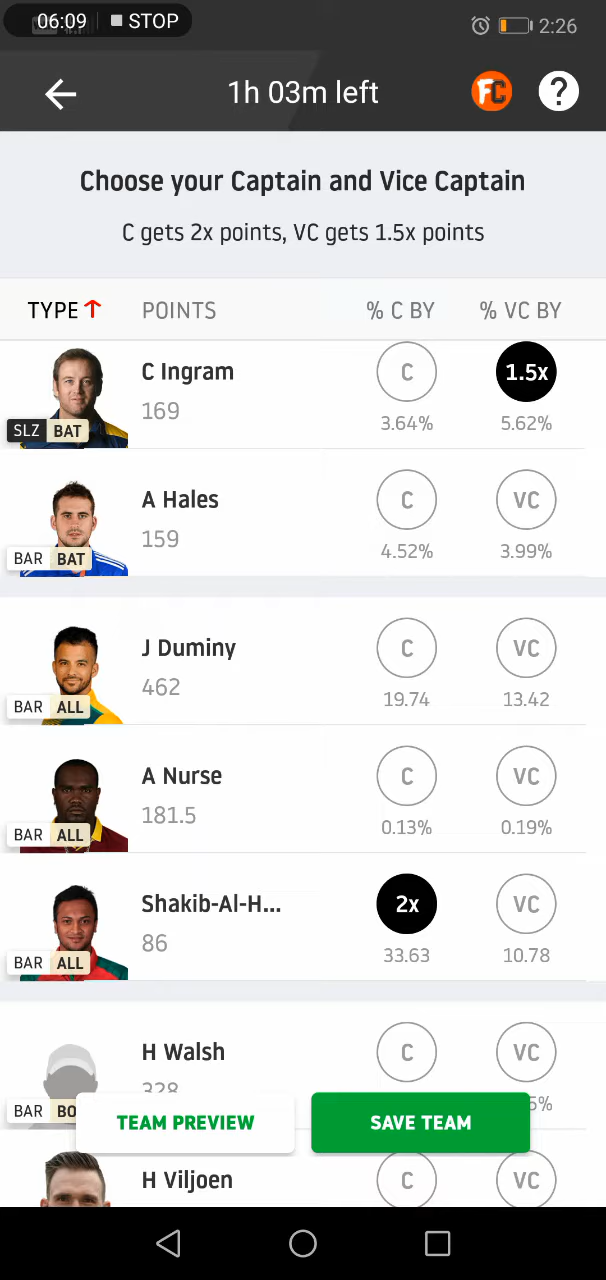 06:09 STOP 2:26
1h 03m left FC ?
Choose your Captain and Vice Captain
C gets 2x points, VC gets 1.5x points
TYPE POINTS % C BY % VC BY
C Ingram C 1.5x
169 3.64% 5.62%
SLZ BAT
A Hales C VC
159 4.52% 3.99%
BAR BAT
J Duminy C VC
462 19.74 13.42
BAR ALL
A Nurse C VC
181.5 0.13% 0.19%
BAR ALL
Shakib-Al-H... 2x VC
86 33.63 10.78
BAR ALL
H Walsh C VC
328 5%
BAR BO
TEAM PREVIEW SAVE TEAM
H Viljoen C VC